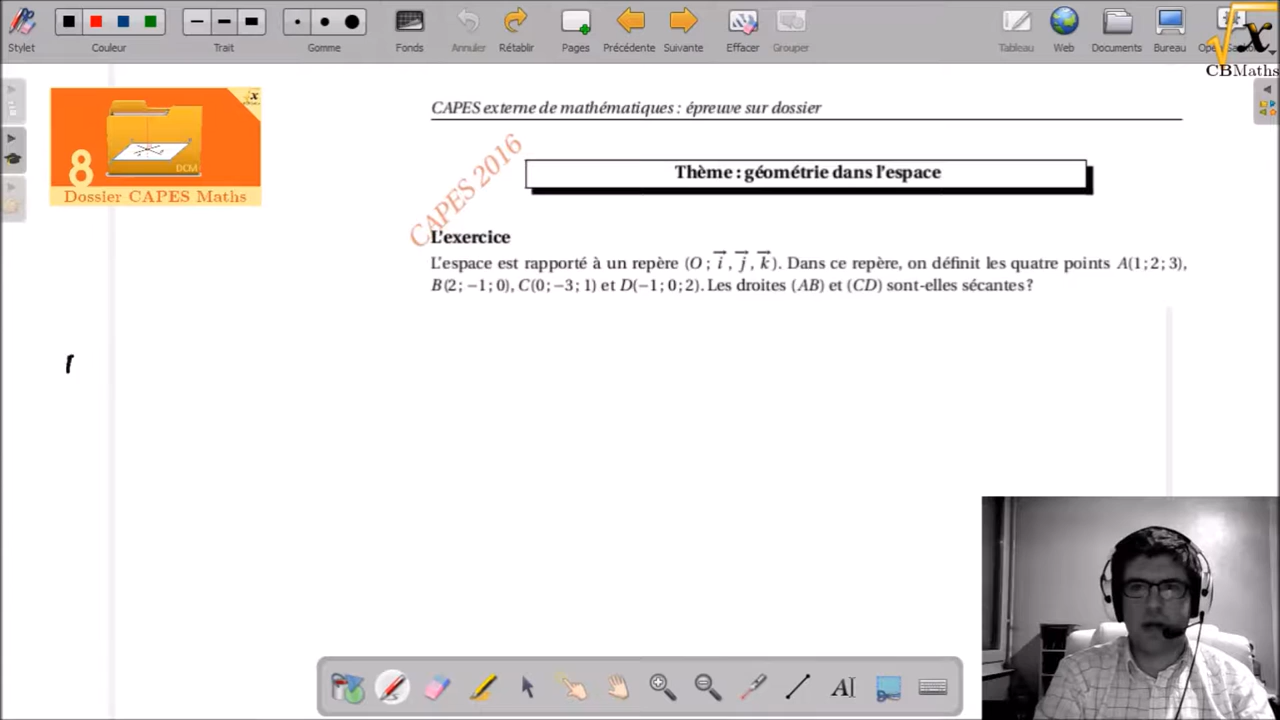 Stylet
Couleur
Trait
Gomme
Fonds
Annuler
Rétablir
Pages
Précédente
Suivante
Effacer
Grouper
Tableau
Web
Documents
Bureau
CBMaths
8
DCM
Dossier CAPES Maths
CAPES externe de mathématiques : épreuve sur dossier
CAPES 2016
Thème : géométrie dans l'espace
L'exercice
L'espace est rapporté à un repère (O ; i⃗, j⃗, k⃗). Dans ce repère, on définit les quatre points A(1;2;3),
B(2;−1;0), C(0;−3;1) et D(−1;0;2). Les droites (AB) et (CD) sont-elles sécantes ?